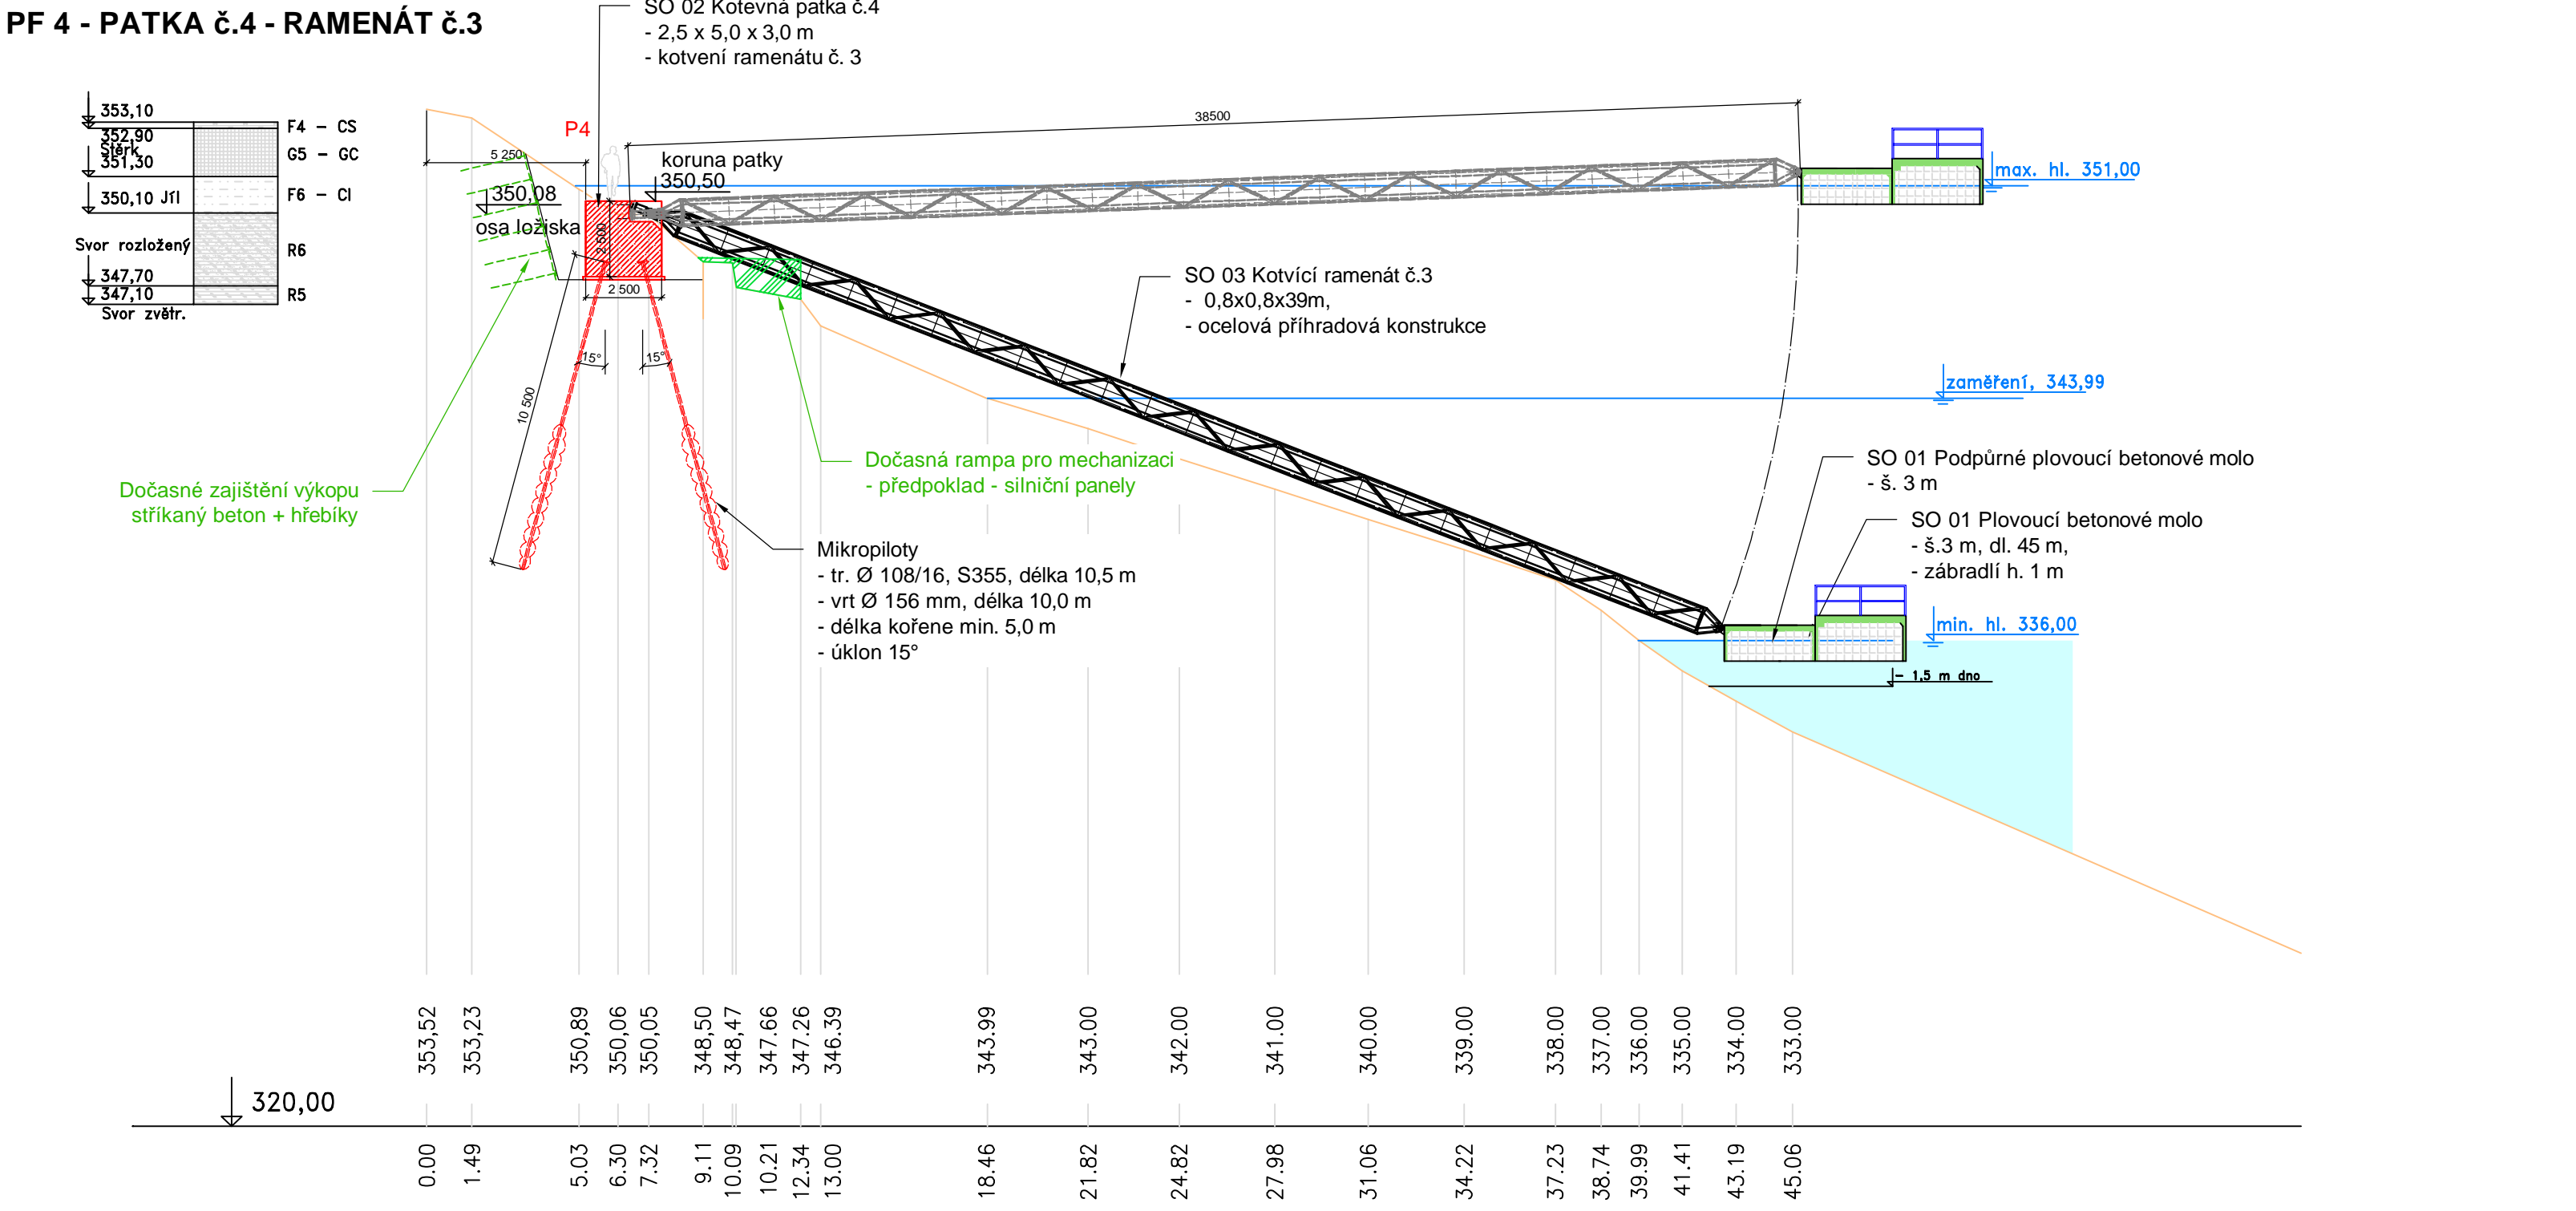 PF 4 - PATKA č.4 - RAMENÁT č.3
SO 02 Kotevná patka č.4
- 2,5 x 5,0 x 3,0 m
- kotvení ramenátu č. 3
353,10
352,90
Štěrk
351,30
350,10 Jíl
Svor rozložený
347,70
347,10
Svor zvětr.
F4 - CS
G5 - GC
F6 - CI
R6
R5
5 250
P4
koruna patky
350,50
350,08
osa ložiska
2 500
2 500
38500
max. hl. 351,00
15°
15°
10 500
SO 03 Kotvící ramenát č.3
- 0,8x0,8x39m,
- ocelová příhradová konstrukce
zaměření, 343,99
Dočasná rampa pro mechanizaci
- předpoklad - silniční panely
Dočasné zajištění výkopu
stříkaný beton + hřebíky
SO 01 Podpůrné plovoucí betonové molo
- š. 3 m
SO 01 Plovoucí betonové molo
- š.3 m, dl. 45 m,
- zábradlí h. 1 m
Mikropiloty
- tr. Ø 108/16, S355, délka 10,5 m
- vrt Ø 156 mm, délka 10,0 m
- délka kořene min. 5,0 m
- úklon 15°
min. hl. 336,00
- 1,5 m dno
353,52 353,23 350,89 350,06 350,05 348,50 348,47 347.66 347.26 346.39 343.99 343.00 342.00 341.00 340.00 339.00 338.00 337.00 336.00 335.00 334.00 333.00
320,00
0.00 1.49 5.03 6.30 7.32 9.11 10.09 10.21 12.34 13.00 18.46 21.82 24.82 27.98 31.06 34.22 37.23 38.74 39.99 41.41 43.19 45.06